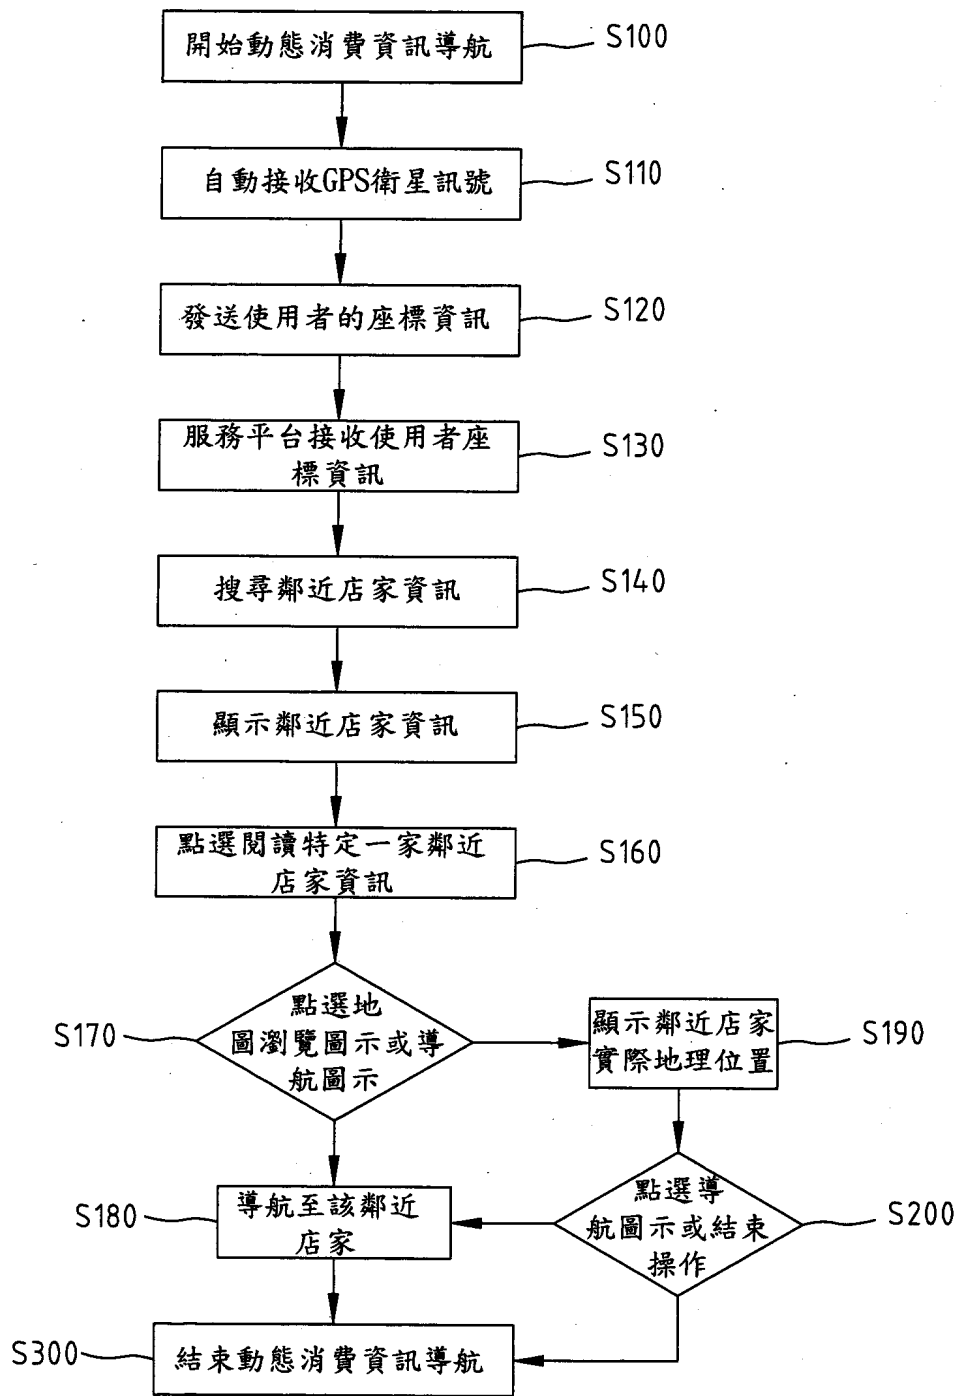 開始動態消費資訊導航
S100
自動接收GPS衛星訊號
S110
發送使用者的座標資訊
S120
服務平台接收使用者座
標資訊
S130
搜尋鄰近店家資訊
S140
顯示鄰近店家資訊
S150
點選閱讀特定一家鄰近
店家資訊
S160
S170
點選地
圖瀏覽圖示或導
航圖示
顯示鄰近店家
實際地理位置
S190
S180
導航至該鄰近
店家
點選導
航圖示或結束
操作
S200
S300
結束動態消費資訊導航